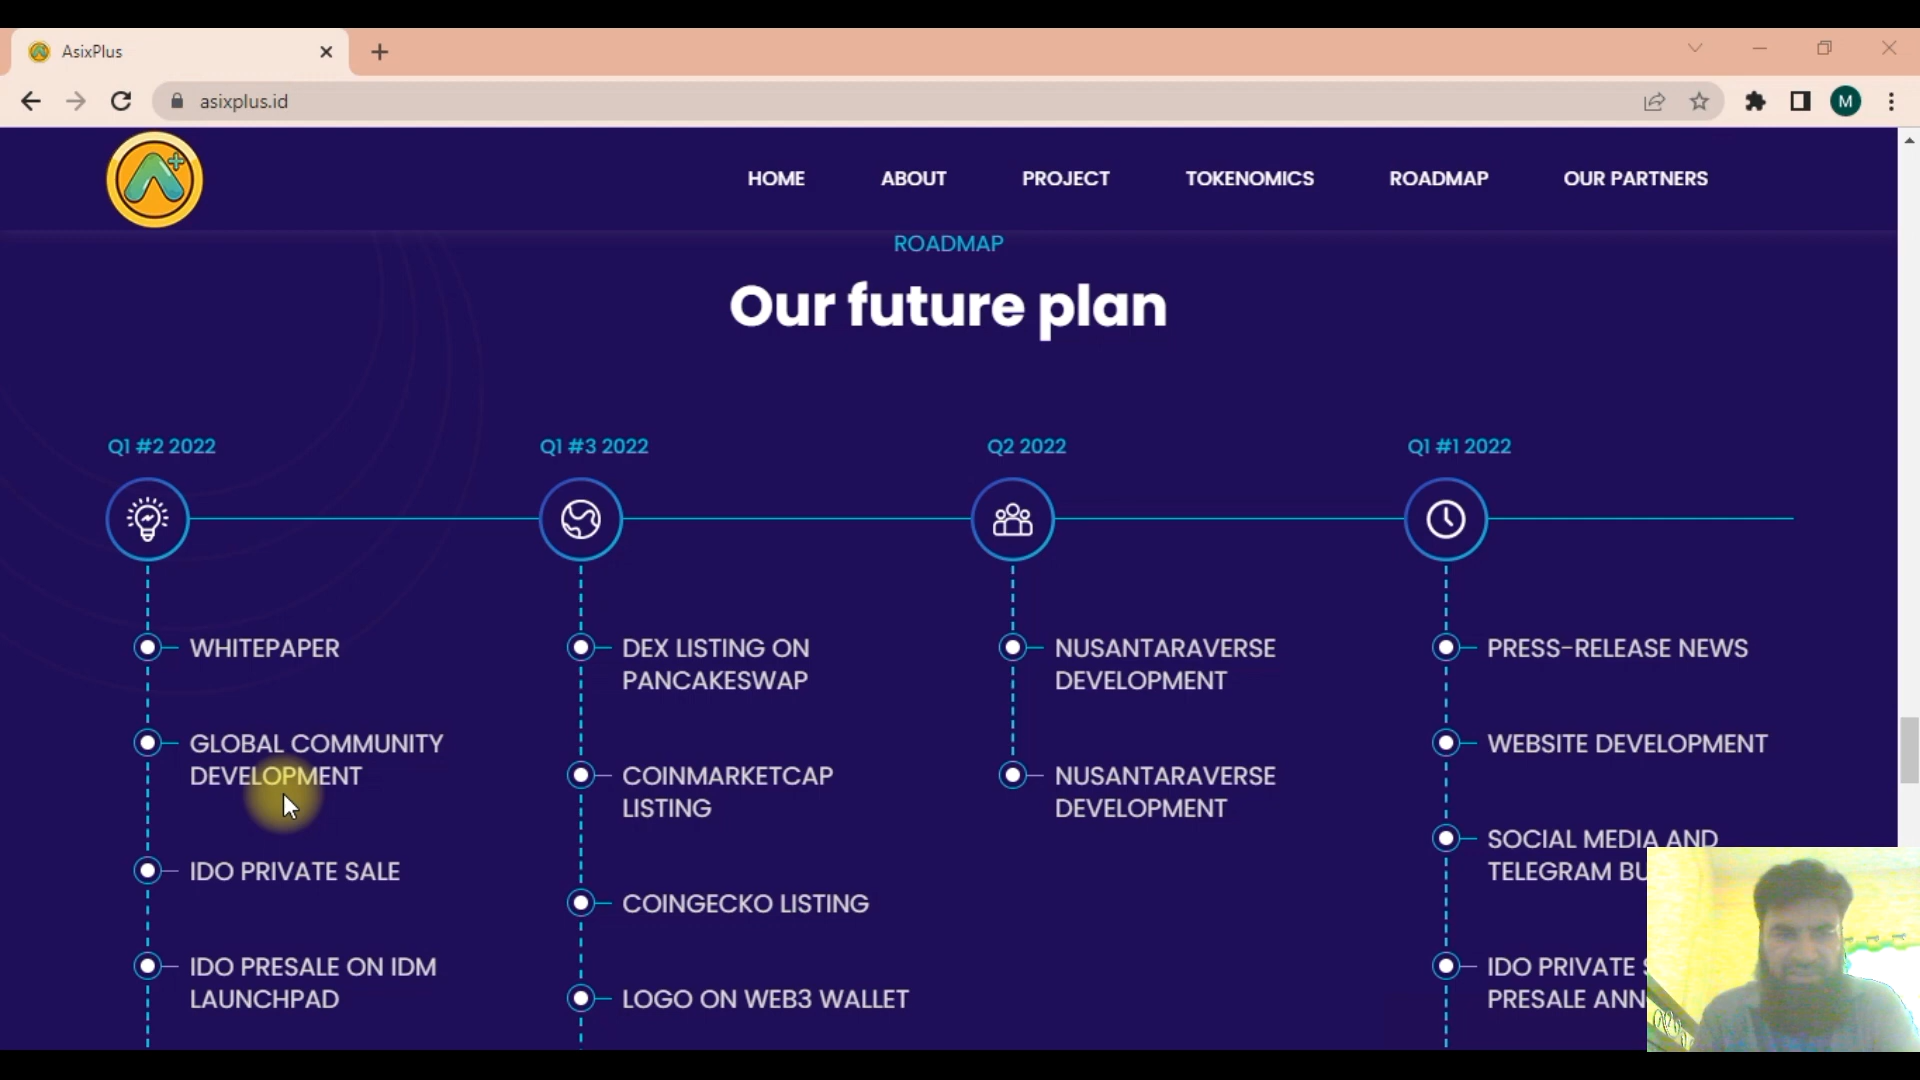 AsixPlus
asixplus.id
M
HOME ABOUT PROJECT TOKENOMICS ROADMAP OUR PARTNERS
ROADMAP
Our future plan
Q1 #2 2022
WHITEPAPER
GLOBAL COMMUNITY
DEVELOPMENT
IDO PRIVATE SALE
IDO PRESALE ON IDM
LAUNCHPAD
Q1 #3 2022
DEX LISTING ON
PANCAKESWAP
COINMARKETCAP
LISTING
COINGECKO LISTING
LOGO ON WEB3 WALLET
Q2 2022
NUSANTARAVERSE
DEVELOPMENT
NUSANTARAVERSE
DEVELOPMENT
Q1 #1 2022
PRESS-RELEASE NEWS
WEBSITE DEVELOPMENT
SOCIAL MEDIA AND
TELEGRAM
IDO PRIVATE
PRESALE